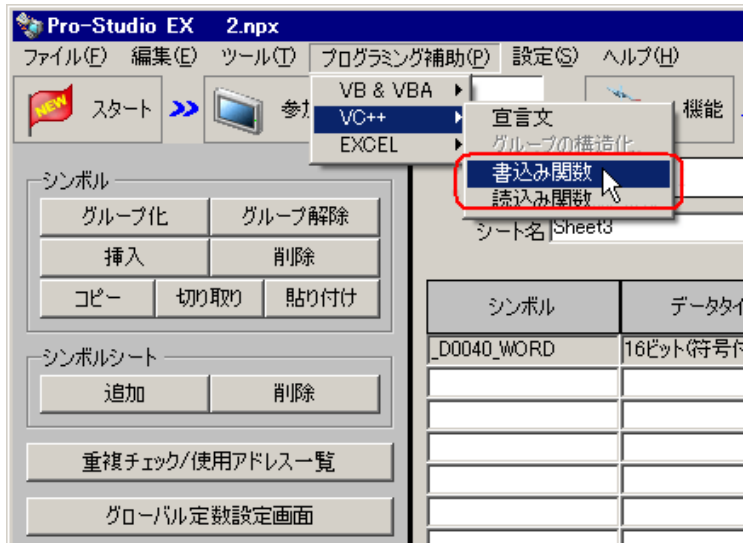 Pro-Studio EX 2.npx
ファイル(F) 編集(E) ツール(T) プログラミング補助(P) 設定(S) ヘルプ(H)
NEW スタート 機能
VB & VBA
VC++
EXCEL
宣言文
グループの構造化
書込み関数
読込み関数
シート名 Sheet3
シンボル
グループ化 グループ解除
挿入 削除
コピー 切り取り 貼り付け
シンボルシート
追加 削除
重複チェック/使用アドレス一覧
グローバル定数設定画面
シンボル データタイ
_D0040_WORD 16ビット(符号付